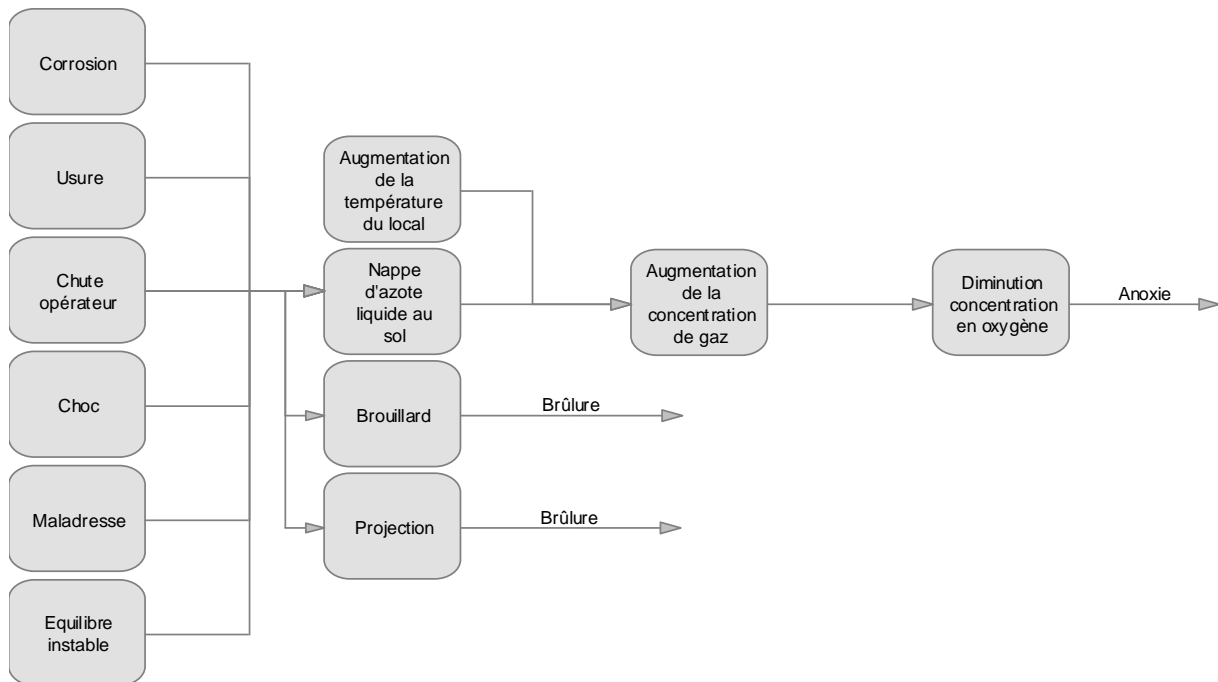 Corrosion
Usure
Chute
opérateur
Choc
Maladresse
Equilibre
instable
Augmentation
de la
température
du local
Nappe
d'azote
liquide au
sol
Brouillard
Projection
Brûlure
Brûlure
Augmentation
de la
concentration
de gaz
Diminution
concentration
en oxygène
Anoxie